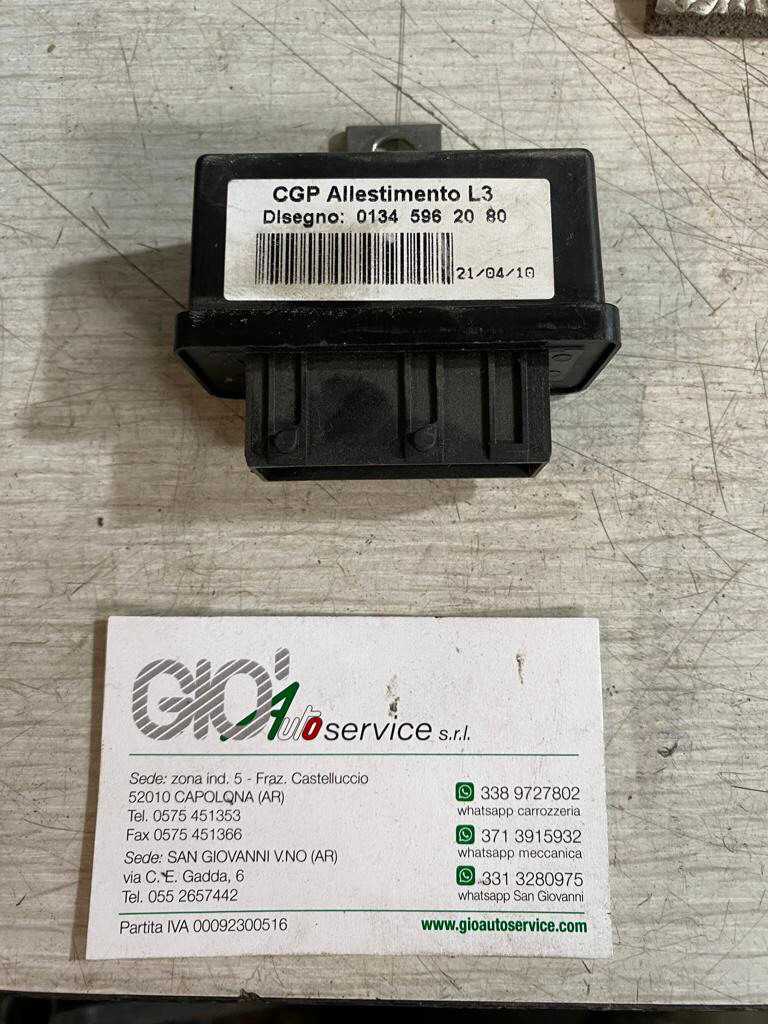 CGP Allestimento L3
Disegno: 0134 596 20 80
21/04/10
GIO' Auto service s.r.l.
Sede: zona ind. 5 - Fraz. Castelluccio
52010 CAPOLONA (AR)
Tel. 0575 451353
Fax 0575 451366
Sede: SAN GIOVANNI V.NO (AR)
via C. E. Gadda, 6
Tel. 055 2657442
338 9727802
whatsapp carrozzeria
371 3915932
whatsapp meccanica
331 3280975
whatsapp San Giovanni
Partita IVA 00092300516
www.gioautoservice.com